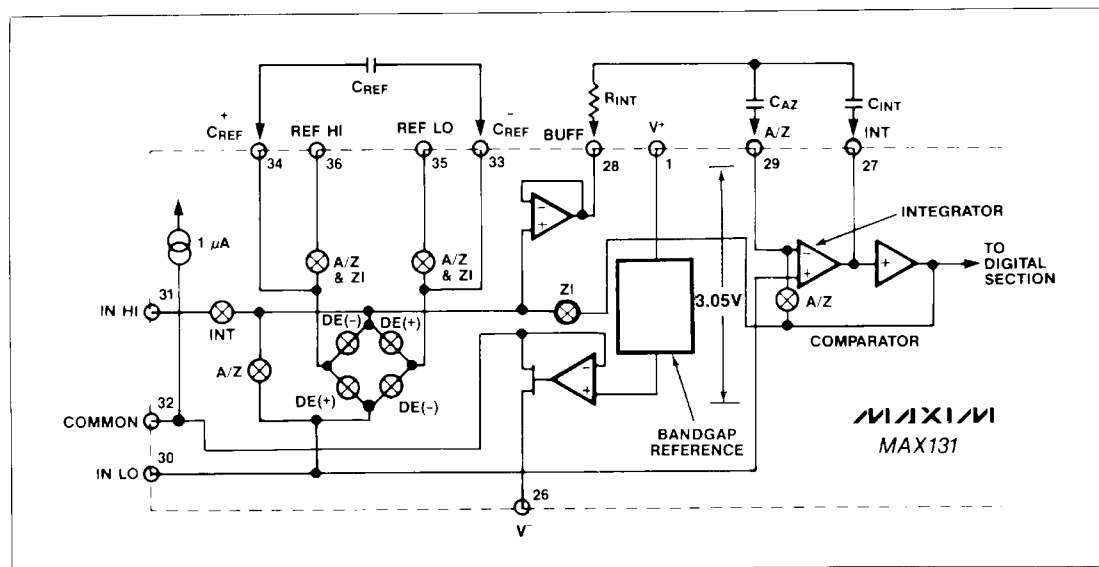 CREF
RINT
CAZ
CINT
+
CREF
REF HI
REF LO
-
CREF
BUFF
V+
A/Z
INT
34
36
35
33
28
1
29
27
1 µA
A/Z
& ZI
A/Z
& ZI
INTEGRATOR
TO
DIGITAL
SECTION
IN HI
31
INT
DE(-)
DE(+)
ZI
3.05V
A/Z
A/Z
DE(+)
DE(-)
COMPARATOR
COMMON
32
BANDGAP
REFERENCE
MAXIM
MAX131
IN LO
30
26
V-